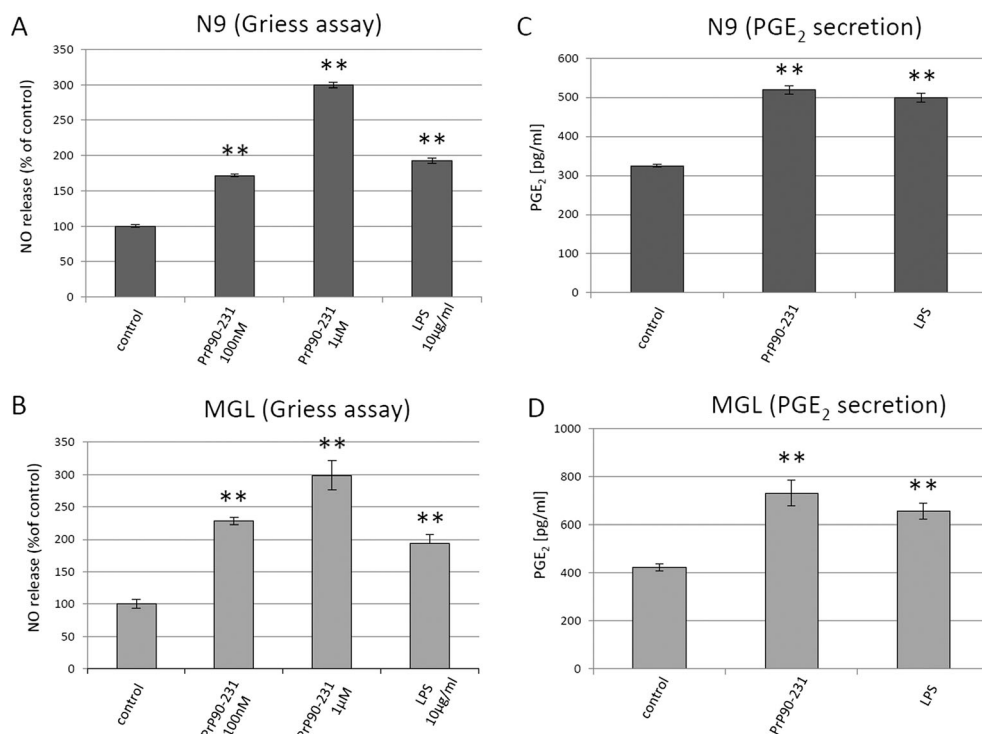 A
N9 (Griess assay)
NO release (% of control)
350
300
250
200
150
100
50
0
**
**
**
control
PrP90-231
100nM
PrP90-231
1µM
LPS
10µg/ml
C
N9 (PGE₂ secretion)
PGE₂ [pg/ml]
600
500
400
300
200
100
0
**
**
control
PrP90-231
LPS
B
MGL (Griess assay)
NO release (%of control)
350
300
250
200
150
100
50
0
**
**
**
control
PrP90-231
100nM
PrP90-231
1µM
LPS
10µg/ml
D
MGL (PGE₂ secretion)
PGE₂ [pg/ml]
1000
800
600
400
200
0
**
**
control
PrP90-231
LPS